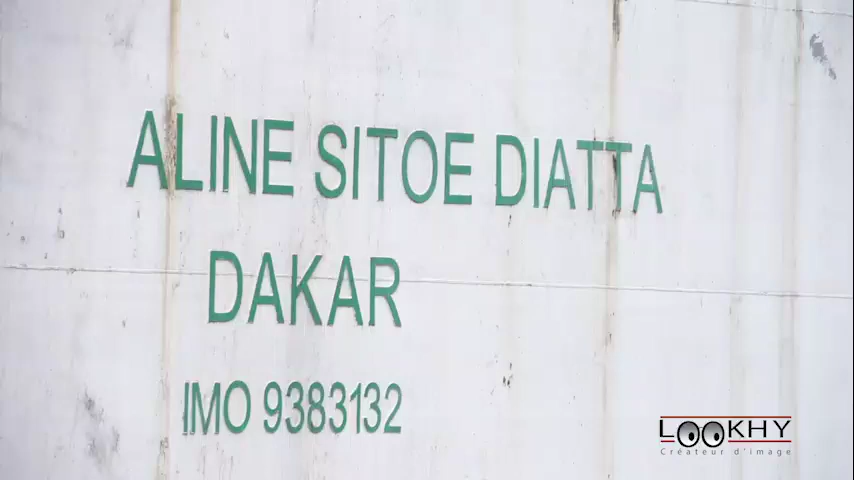 ALINE SITOE DIATTA
DAKAR
IMO 9383132
LOOKHY
Créateur d'image